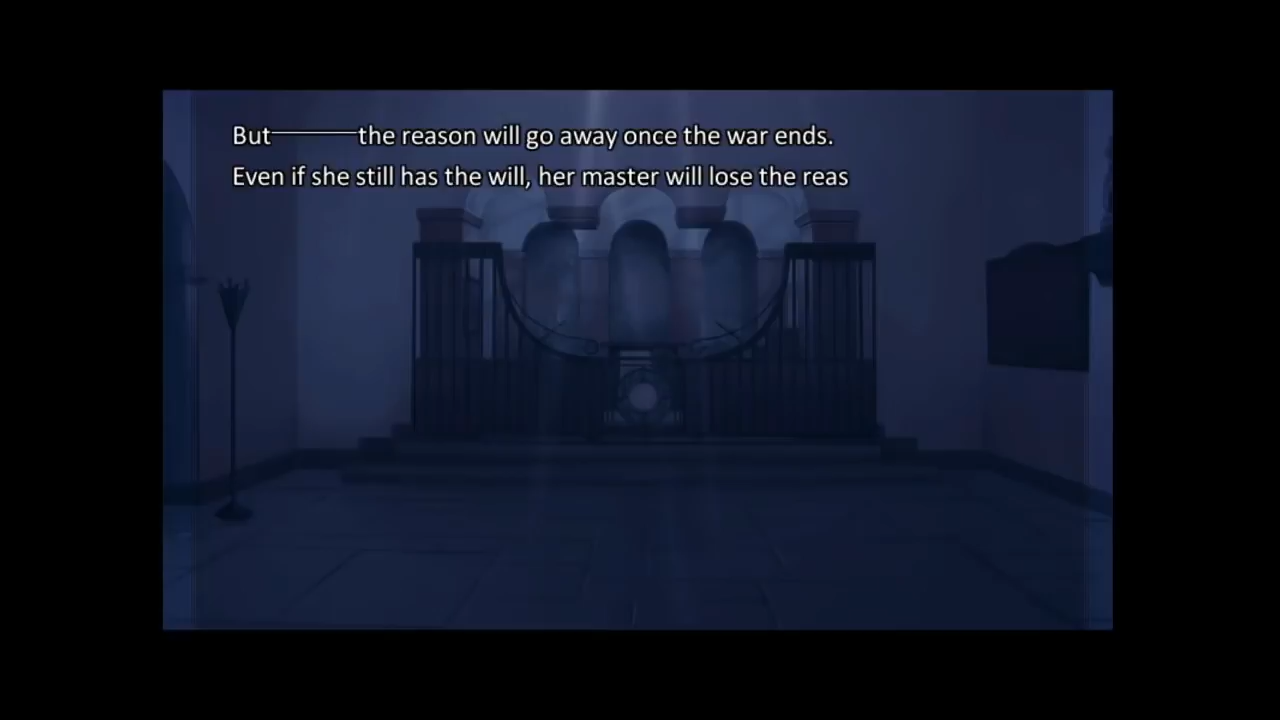 But————the reason will go away once the war ends.
Even if she still has the will, her master will lose the reas